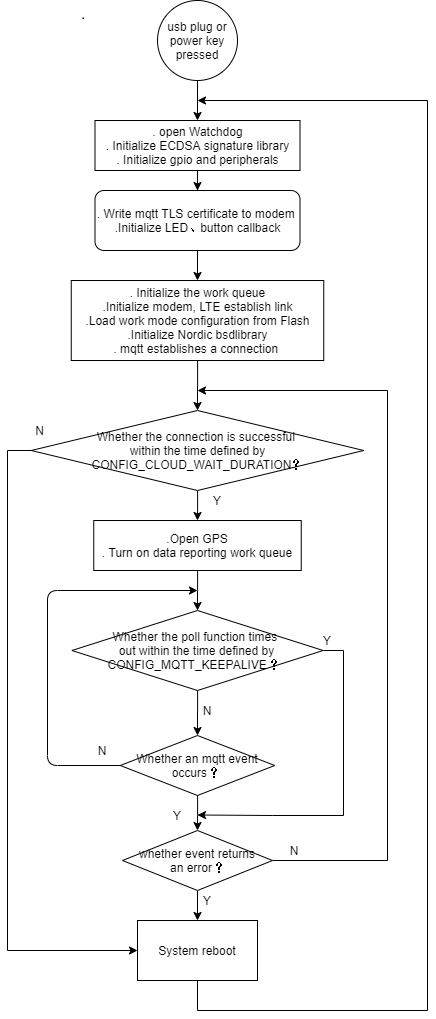 .
usb plug or
power key
pressed
. open Watchdog
. Initialize ECDSA signature library
. Initialize gpio and peripherals
. Write mqtt TLS certificate to modem
.Initialize LED、button callback
. Initialize the work queue
.Initialize modem, LTE establish link
.Load work mode configuration from Flash
.Initialize Nordic bsdlibrary
. mqtt establishes a connection
N
Whether the connection is successful
within the time defined by
CONFIG_CLOUD_WAIT_DURATION？
Y
.Open GPS
. Turn on data reporting work queue
Whether the poll function times
out within the time defined by
CONFIG_MQTT_KEEPALIVE？
Y
N
N
Whether an mqtt event
occurs？
Y
whether event returns
an error？
N
Y
System reboot